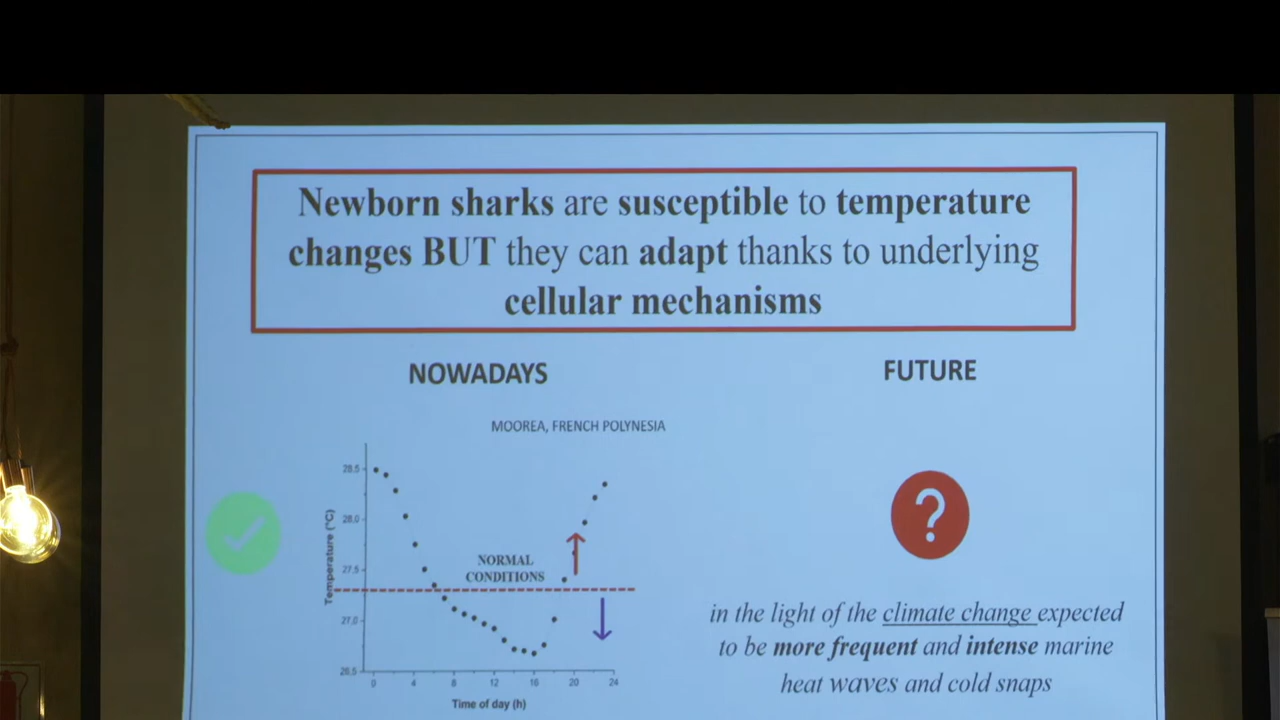 Newborn sharks are susceptible to temperature
changes BUT they can adapt thanks to underlying
cellular mechanisms
NOWADAYS
FUTURE
MOOREA, FRENCH POLYNESIA
Temperature (°C)
28,5
28,0
27,5
27,0
26,5
NORMAL
CONDITIONS
0 4 8 12 16 20 24
Time of day (h)
?
in the light of the climate change expected
to be more frequent and intense marine
heat waves and cold snaps